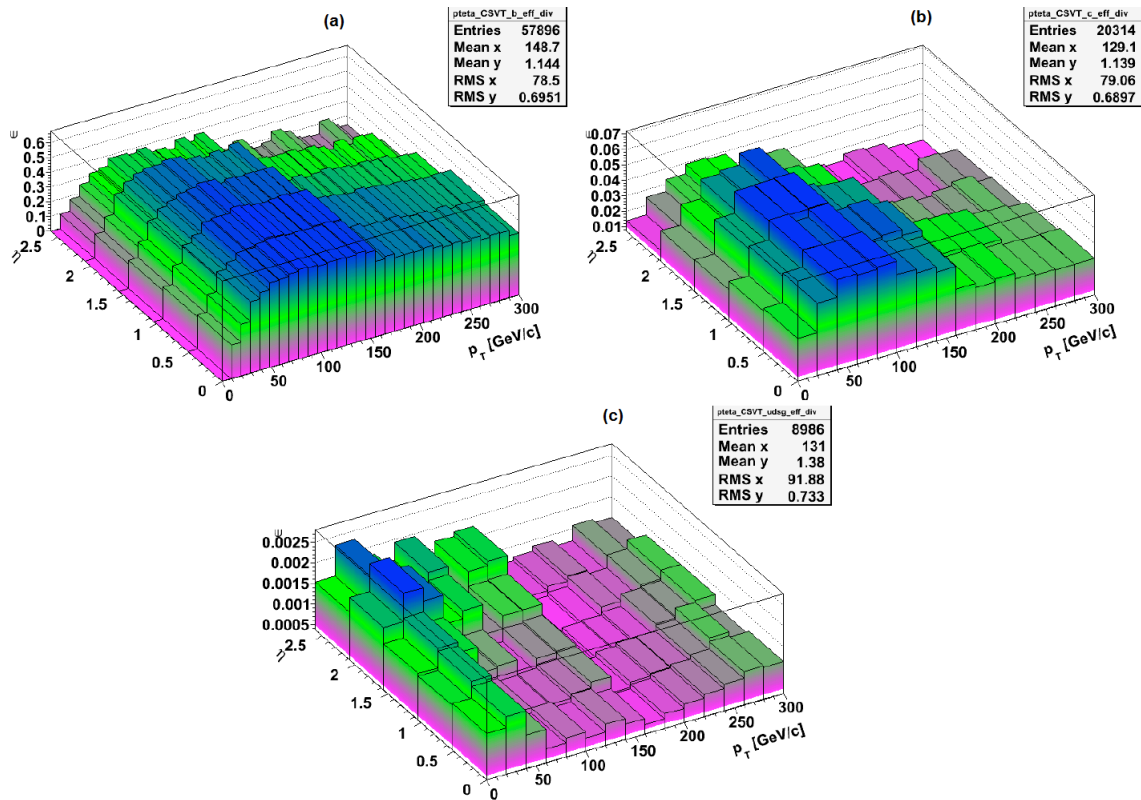 (a)
pteta_CSVT_b_eff_div
Entries 57896
Mean x 148.7
Mean y 1.144
RMS x 78.5
RMS y 0.6951
ϵ
0.6
0.5
0.4
0.3
0.2
0.1
0
2.5
2
1.5
1
0.5
0
η
0
50
100
150
200
250
300
p_T [GeV/c]
(b)
pteta_CSVT_c_eff_div
Entries 20314
Mean x 129.1
Mean y 1.139
RMS x 79.06
RMS y 0.6897
ϵ
0.07
0.06
0.05
0.04
0.03
0.02
0.01
2.5
2
1.5
1
0.5
0
η
0
50
100
150
200
250
300
p_T [GeV/c]
(c)
pteta_CSVT_udsg_eff_div
Entries 8986
Mean x 131
Mean y 1.38
RMS x 91.88
RMS y 0.733
ϵ
0.0025
0.002
0.0015
0.001
0.0005
2.5
2
1.5
1
0.5
0
η
0
50
100
150
200
250
300
p_T [GeV/c]